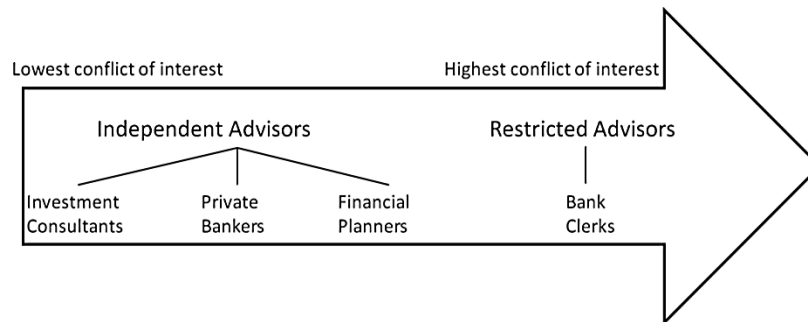 Lowest conflict of interest
Highest conflict of interest
Independent Advisors
Restricted Advisors
Investment
Consultants
Private
Bankers
Financial
Planners
Bank
Clerks